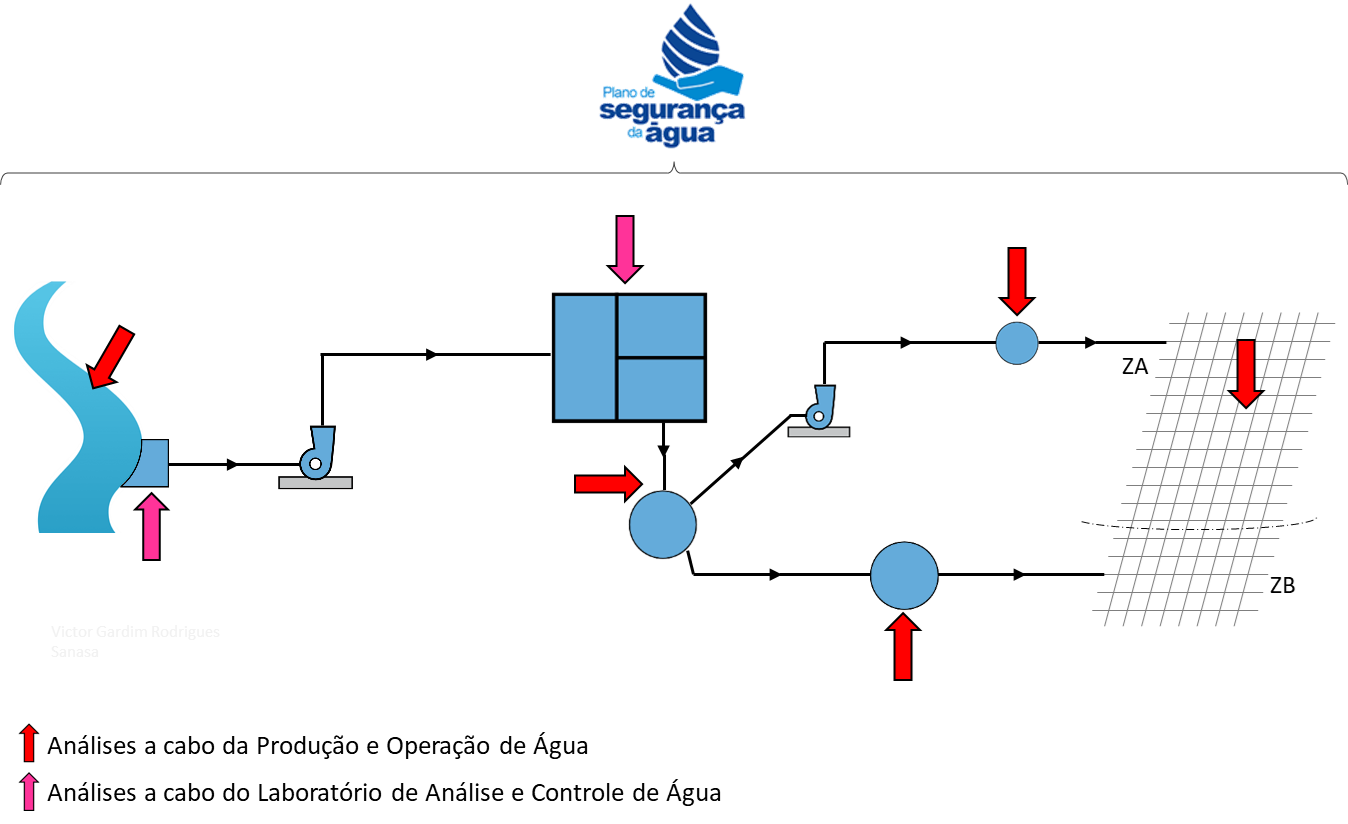 Plano de
segurança
da água
ZA
ZB
Victor Gardim Rodrigues
Sanasa
Análises a cabo da Produção e Operação de Água
Análises a cabo do Laboratório de Análise e Controle de Água